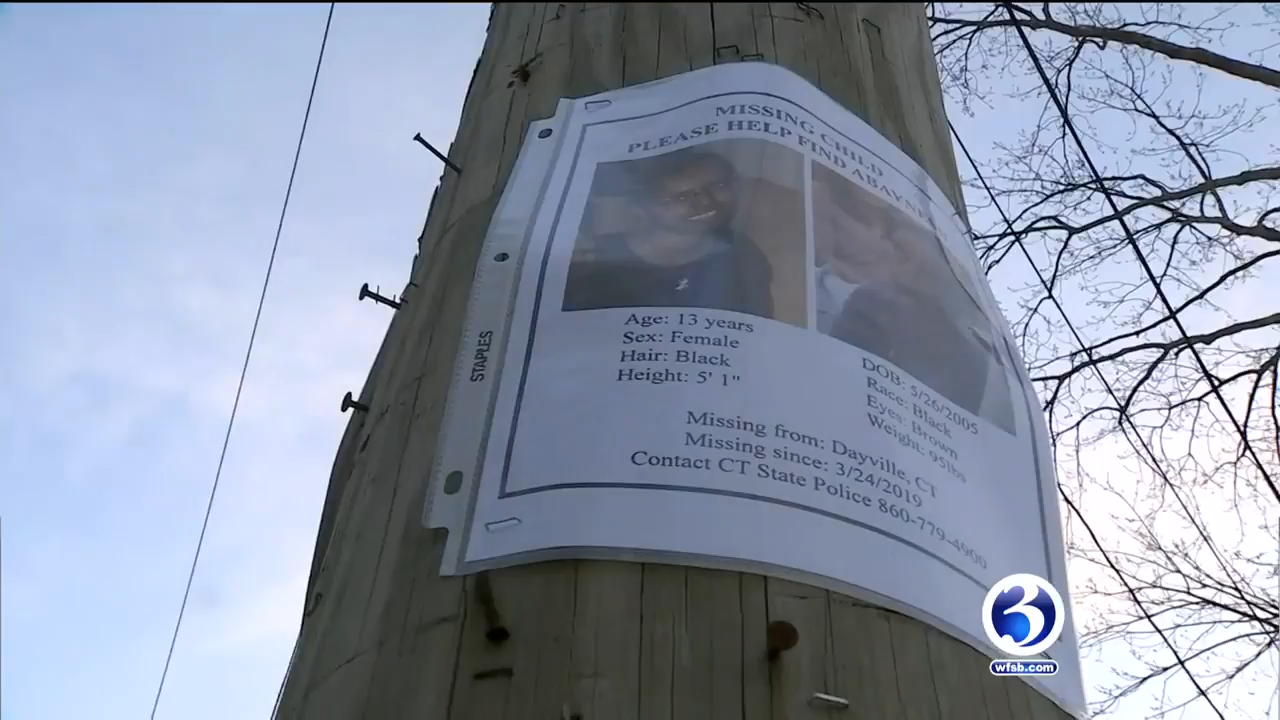 MISSING CHILD
PLEASE HELP FIND
Age: 13 years
Sex: Female
Hair: Black
Height: 5' 1"
DOB: 5/26/2005
Race: Black
Eyes: Brown
Weight: 95lbs
Missing from: Dayville, CT
Missing since: 3/24/2019
Contact CT State Police 860-779-4900
STAPLES
3
wfsb.com